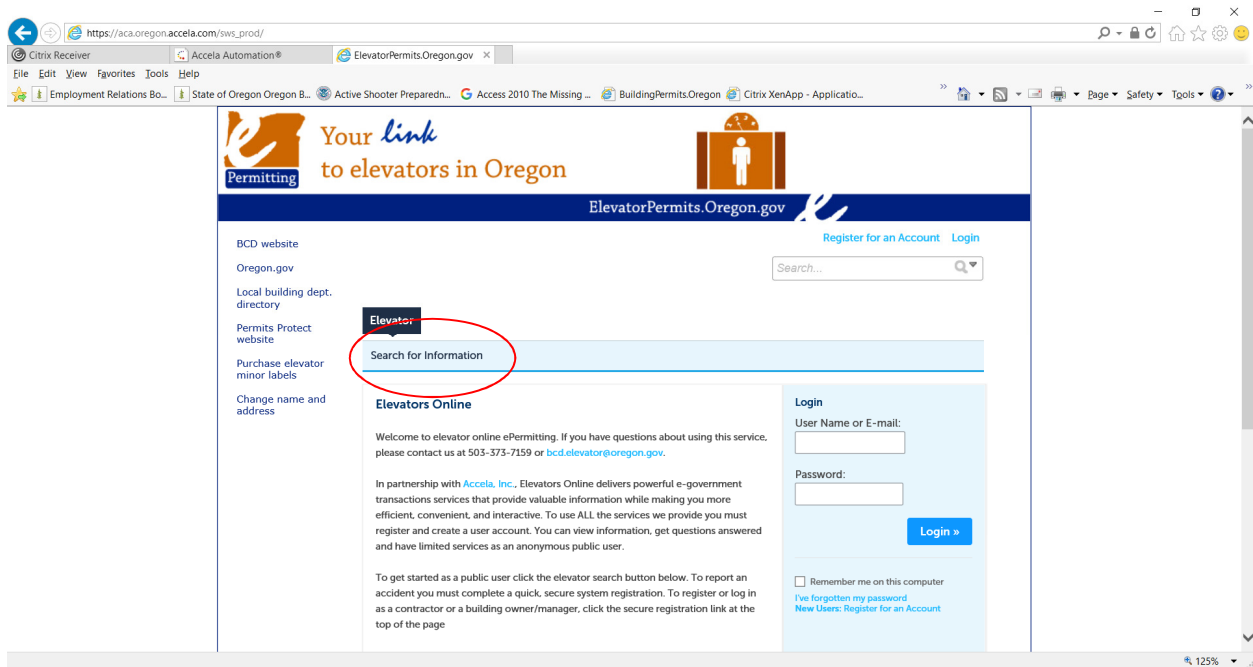 https://aca.oregon.accela.com/sws_prod/
Citrix Receiver
Accela Automation®
ElevatorPermits.Oregon.gov
File Edit View Favorites Tools Help
Employment Relations Bo... State of Oregon Oregon B... Active Shooter Preparedn... Access 2010 The Missing ... BuildingPermits.Oregon Citrix XenApp - Applicatio... Page Safety Tools
Permitting
Your link
to elevators in Oregon
ElevatorPermits.Oregon.gov
Register for an Account Login
Search...
BCD website
Oregon.gov
Local building dept.
directory
Permits Protect
website
Purchase elevator
minor labels
Change name and
address
Elevator
Search for Information
Elevators Online
Welcome to elevator online ePermitting. If you have questions about using this service,
please contact us at 503-373-7159 or bcd.elevator@oregon.gov.
In partnership with Accela, Inc., Elevators Online delivers powerful e-government
transactions services that provide valuable information while making you more
efficient, convenient, and interactive. To use ALL the services we provide you must
register and create a user account. You can view information, get questions answered
and have limited services as an anonymous public user.
To get started as a public user click the elevator search button below. To report an
accident you must complete a quick, secure system registration. To register or log in
as a contractor or a building owner/manager, click the secure registration link at the
top of the page
Login
User Name or E-mail:
Password:
Login »
Remember me on this computer
I've forgotten my password
New Users: Register for an Account
125%